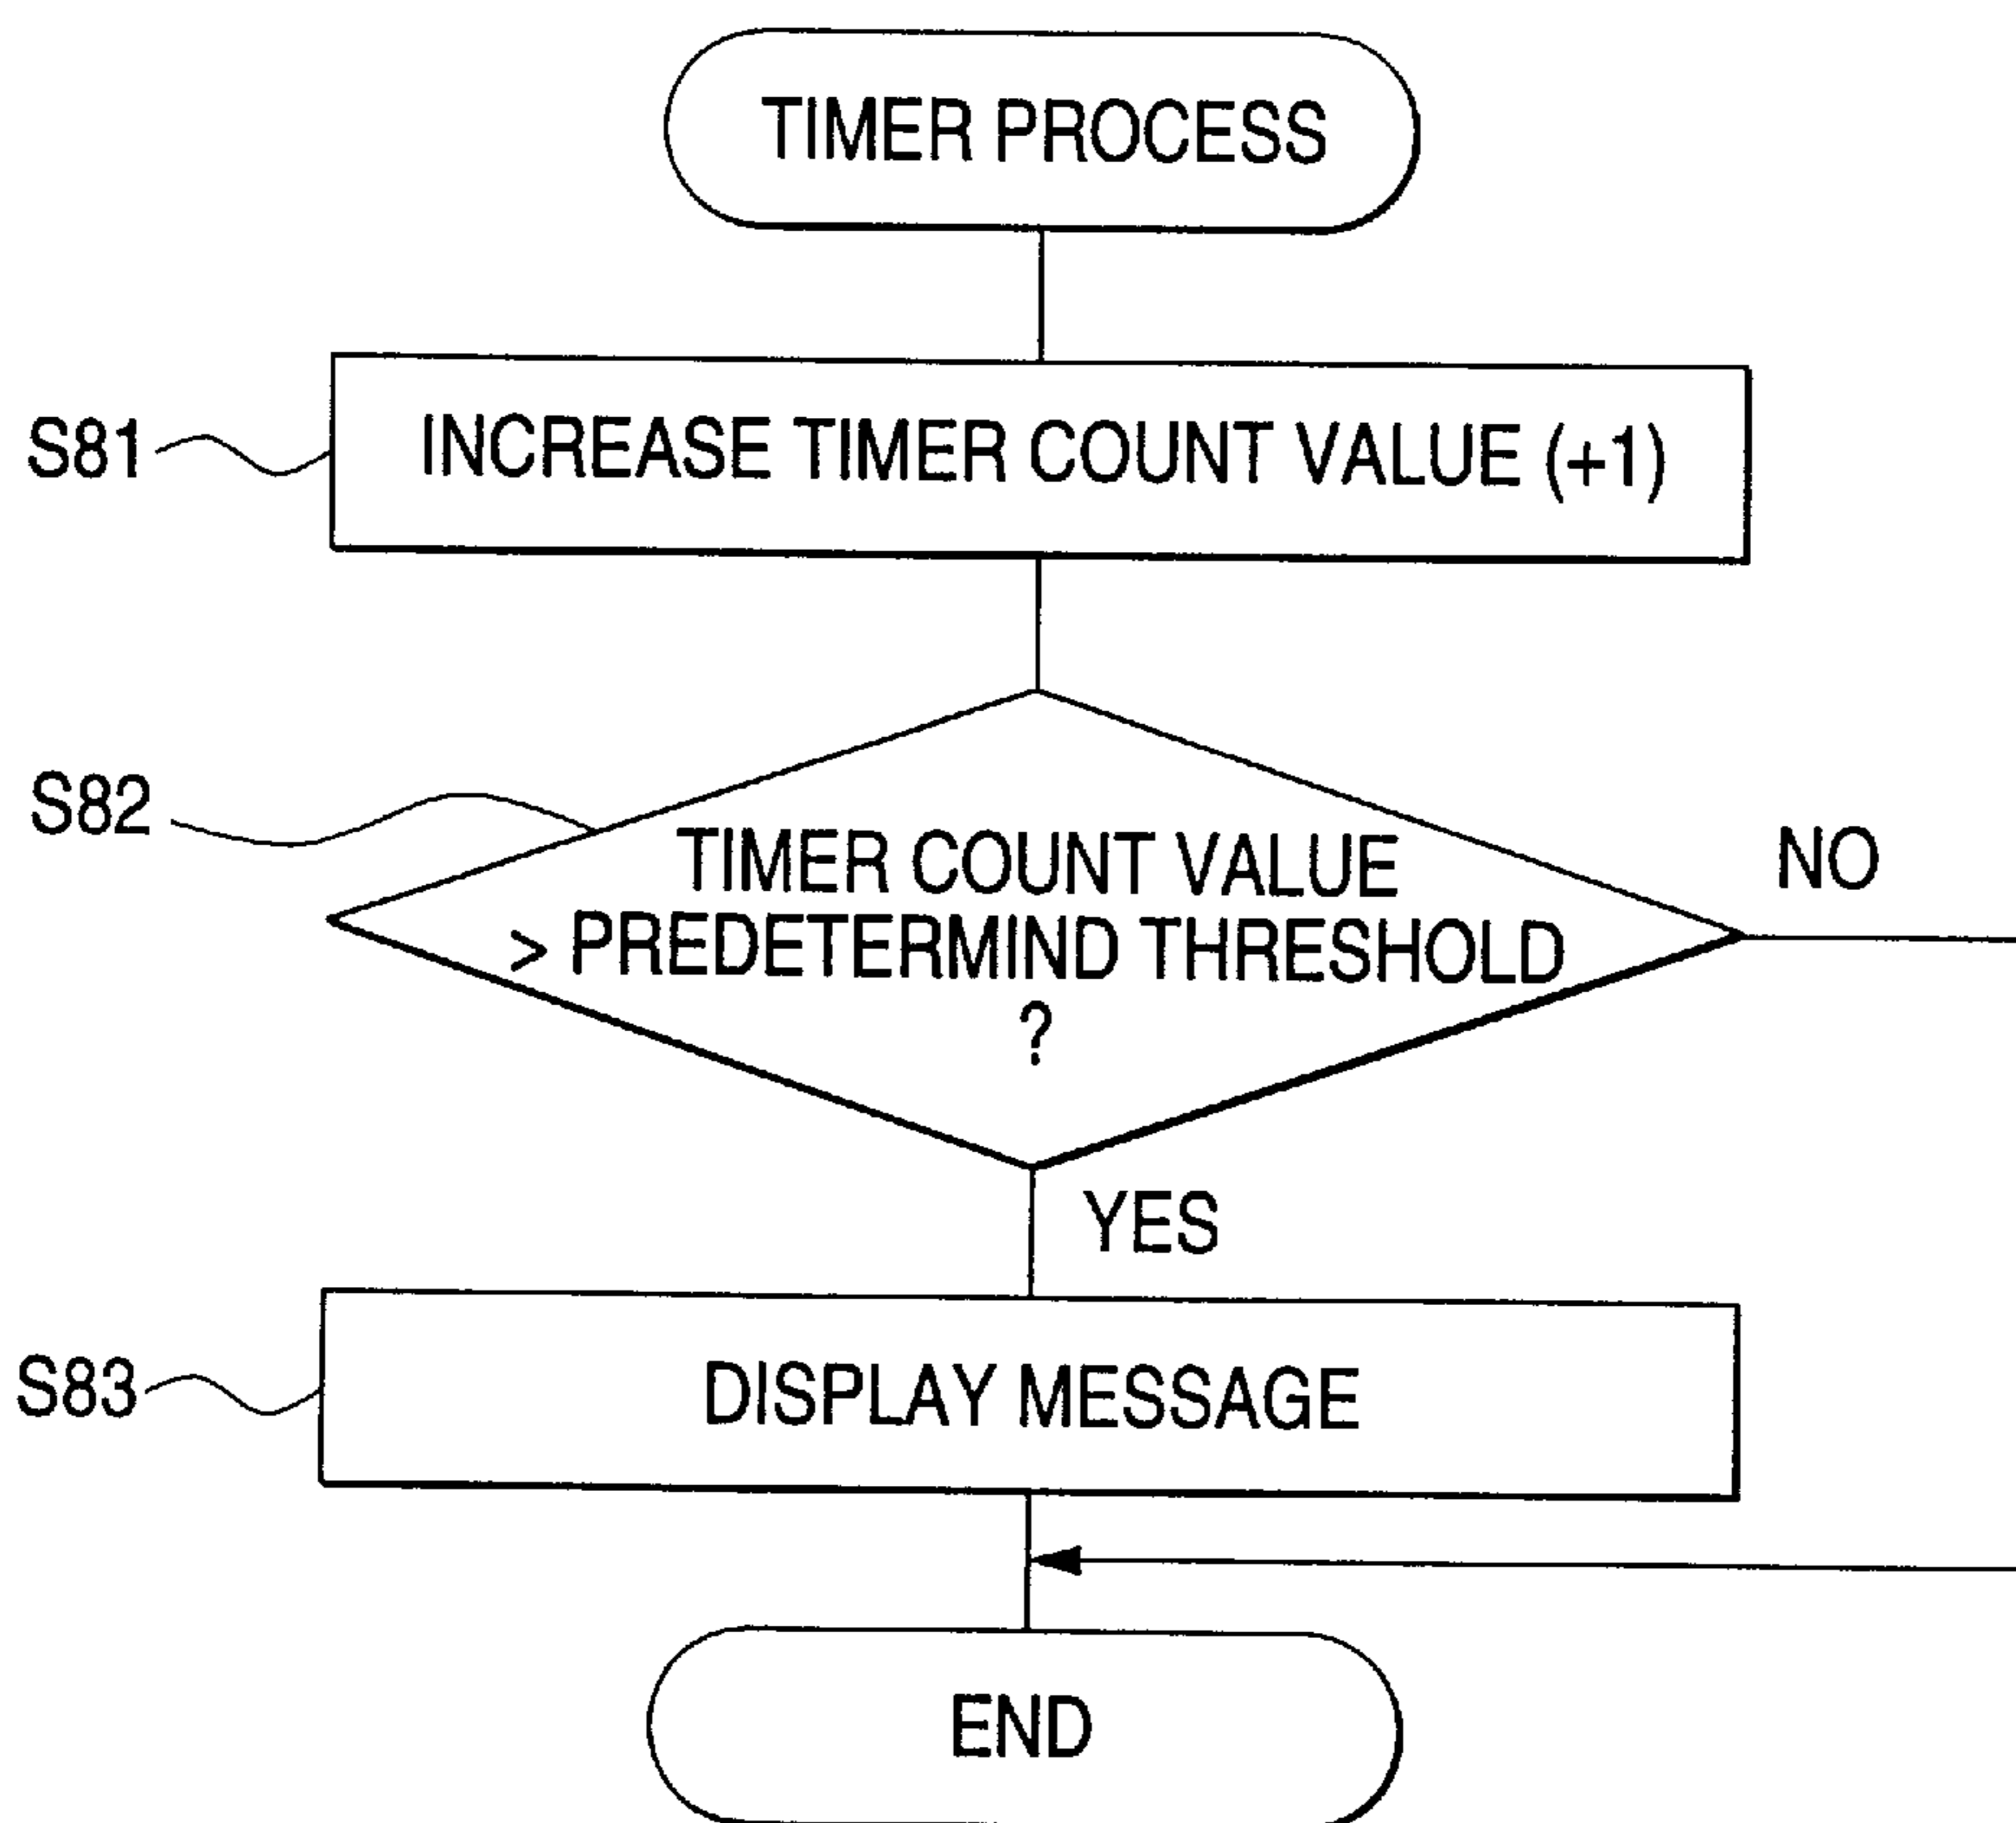 TIMER PROCESS
S81
INCREASE TIMER COUNT VALUE (+1)
S82
TIMER COUNT VALUE
> PREDETERMIND THRESHOLD
?
NO
YES
S83
DISPLAY MESSAGE
END